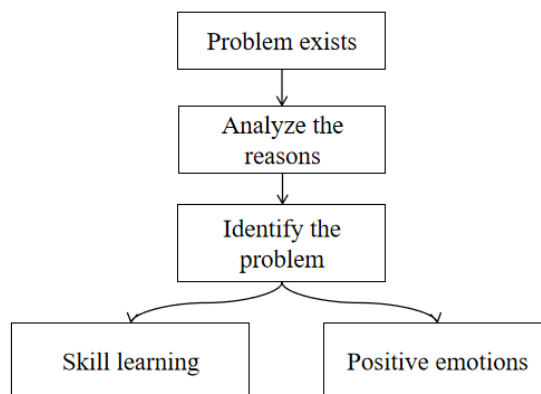 Problem exists
Analyze the
reasons
Identify the
problem
Skill learning
Positive emotions